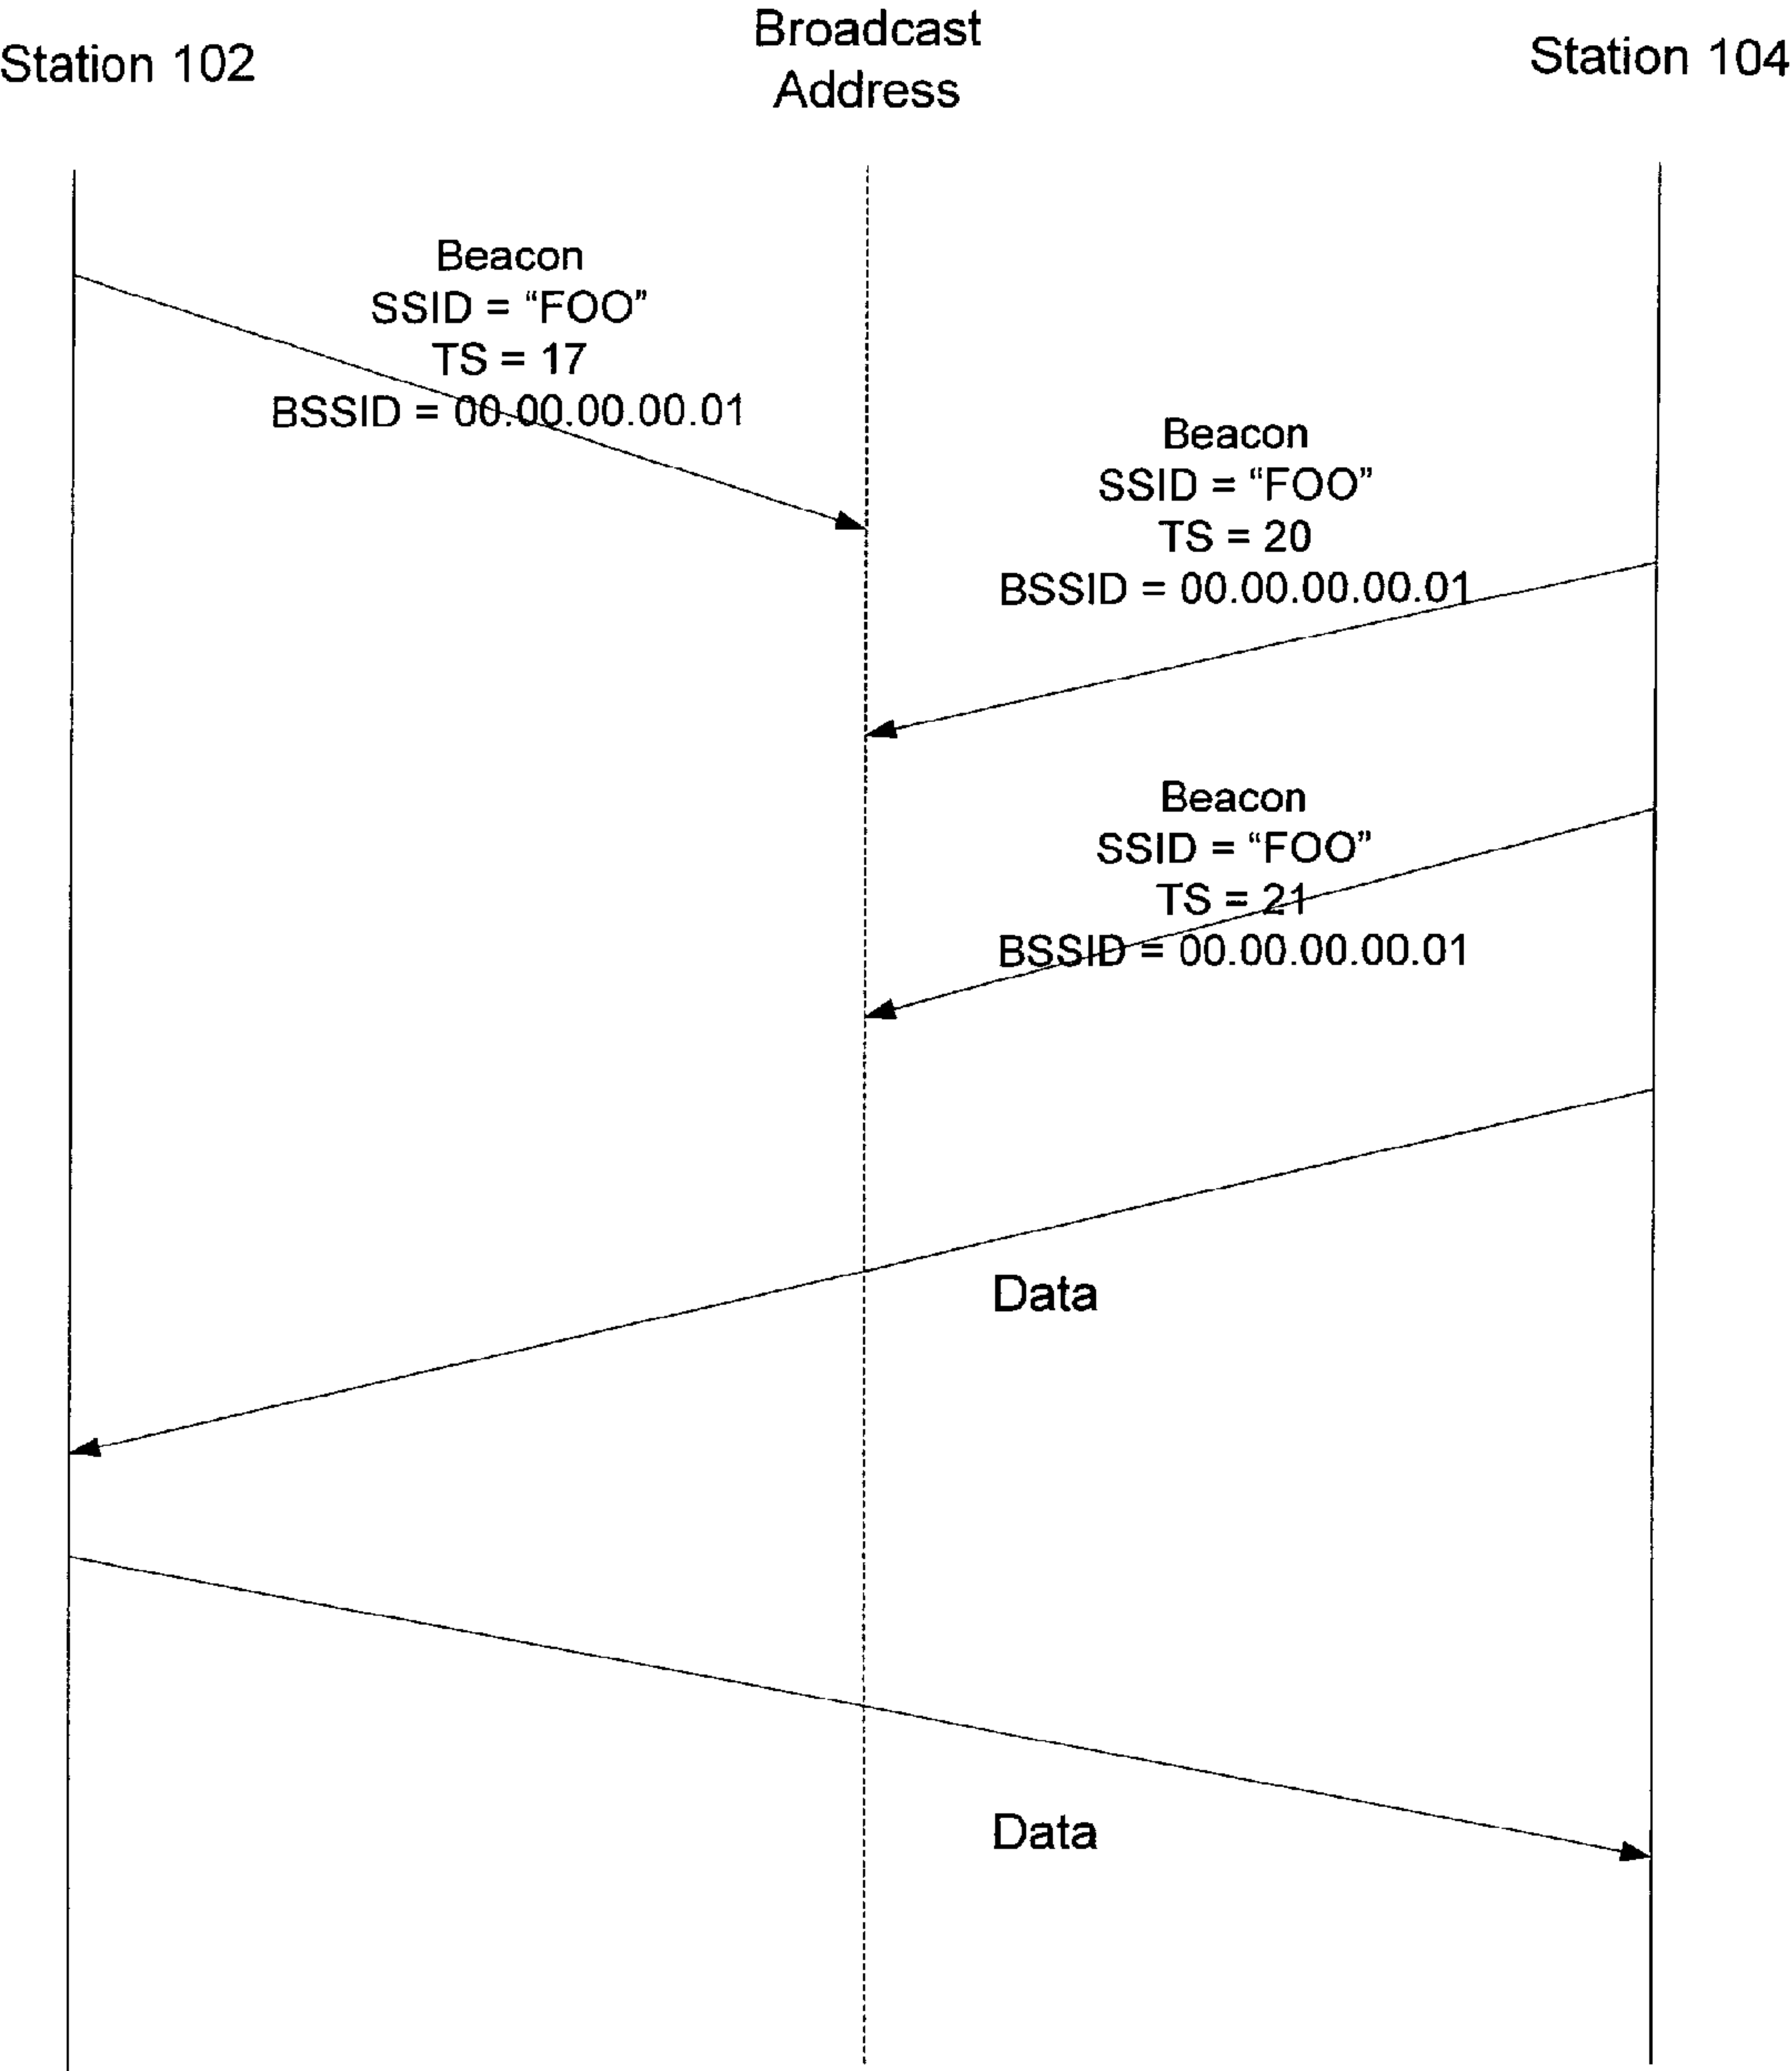 Station 102
Broadcast
Address
Station 104
Beacon
SSID = “FOO”
TS = 17
BSSID = 00.00.00.00.01
Beacon
SSID = “FOO”
TS = 20
BSSID = 00.00.00.00.01
Beacon
SSID = “FOO”
TS = 21
BSSID = 00.00.00.00.01
Data
Data